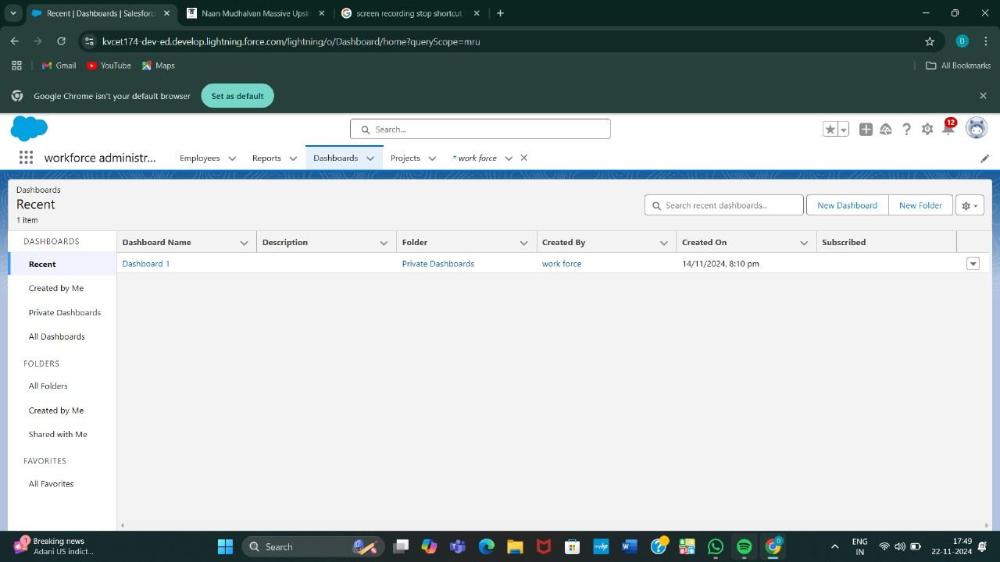 Recent | Dashboards | Salesforc
Naan Mudhalvan Massive Upski
screen recording stop shortcut
kvcet174-dev-ed.develop.lightning.force.com/lightning/o/Dashboard/home?queryScope=mru
D
Gmail
YouTube
Maps
All Bookmarks
Google Chrome isn't your default browser
Set as default
Search...
12
workforce administr...
Employees
Reports
Dashboards
Projects
* work force
Dashboards
Recent
1 item
Search recent dashboards...
New Dashboard
New Folder
DASHBOARDS
Dashboard Name
Description
Folder
Created By
Created On
Subscribed
Recent
Dashboard 1
Private Dashboards
work force
14/11/2024, 8:10 pm
Created by Me
Private Dashboards
All Dashboards
FOLDERS
All Folders
Created by Me
Shared with Me
FAVORITES
All Favorites
1
Breaking news
Adani US indict...
Search
ENG
IN
17:49
22-11-2024